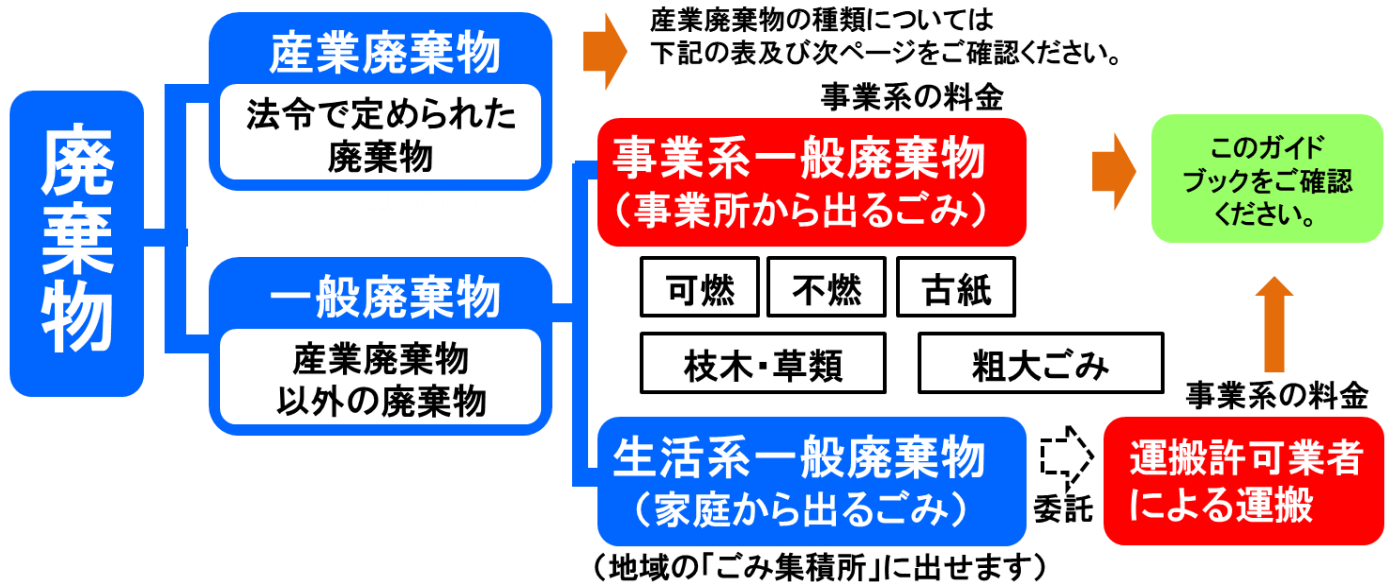 廃棄物
産業廃棄物
法令で定められた
廃棄物
産業廃棄物の種類については
下記の表及び次ページをご確認ください。
一般廃棄物
産業廃棄物
以外の廃棄物
事業系の料金
事業系一般廃棄物
(事業所から出るごみ)
このガイド
ブックをご確認
ください。
可燃
不燃
古紙
枝木・草類
粗大ごみ
生活系一般廃棄物
(家庭から出るごみ)
(地域の「ごみ集積所」に出せます)
委託
事業系の料金
運搬許可業者
による運搬